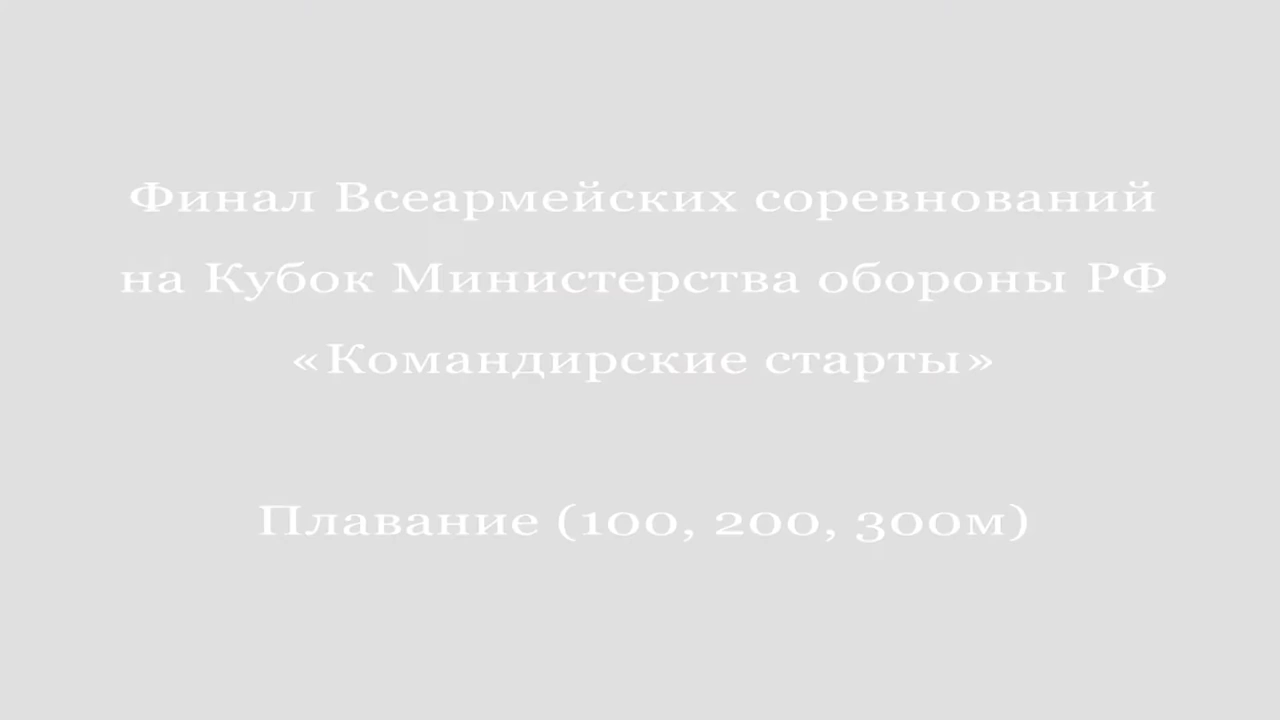 Финал Всеармейских соревнований
на Кубок Министерства обороны РФ
«Командирские старты»
Плавание (100, 200, 300м)